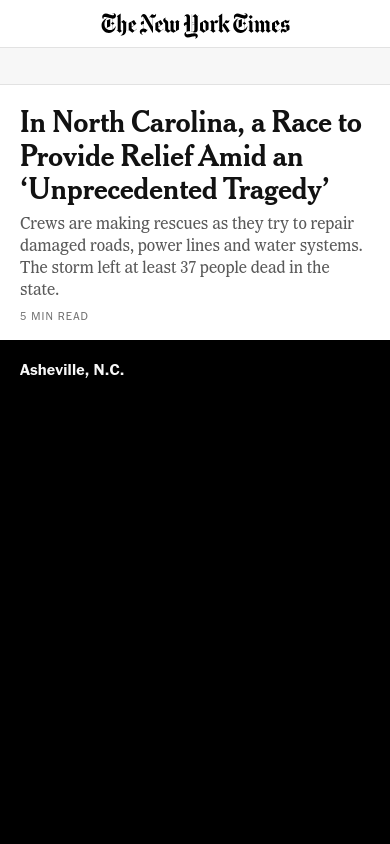 The New York Times
In North Carolina, a Race to
Provide Relief Amid an
‘Unprecedented Tragedy’
Crews are making rescues as they try to repair
damaged roads, power lines and water systems.
The storm left at least 37 people dead in the
state.
5 MIN READ
Asheville, N.C.